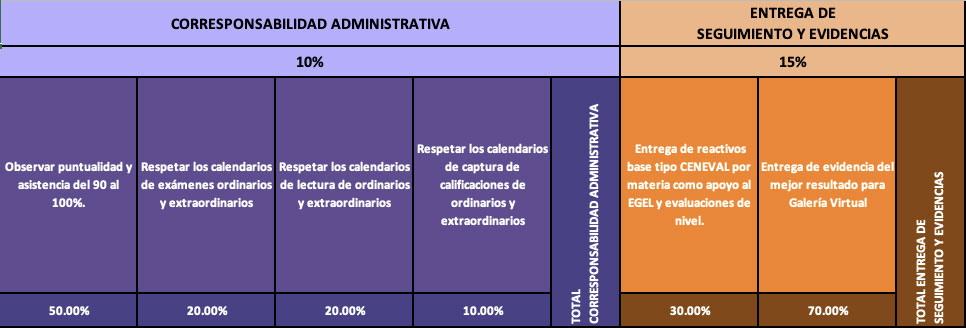 CORRESPONSABILIDAD ADMINISTRATIVA
ENTREGA DE
SEGUIMIENTO Y EVIDENCIAS
10%
15%
Observar puntualidad y
asistencia del 90 al
100%.
Respetar los calendarios
de exámenes ordinarios
y extraordinarios
Respetar los calendarios
de lectura de ordinarios
y extraordinarios
Respetar los calendarios
de captura de
calificaciones de
ordinarios y
extraordinarios
TOTAL
CORRESPONSABILIDAD ADMINISTRATIVA
Entrega de reactivos
base tipo CENEVAL por
materia como apoyo al
EGEL y evaluaciones de
nivel.
Entrega de evidencia del
mejor resultado para
Galería Virtual
TOTAL ENTREGA DE
SEGUIMIENTO Y EVIDENCIAS
50.00%
20.00%
20.00%
10.00%
30.00%
70.00%